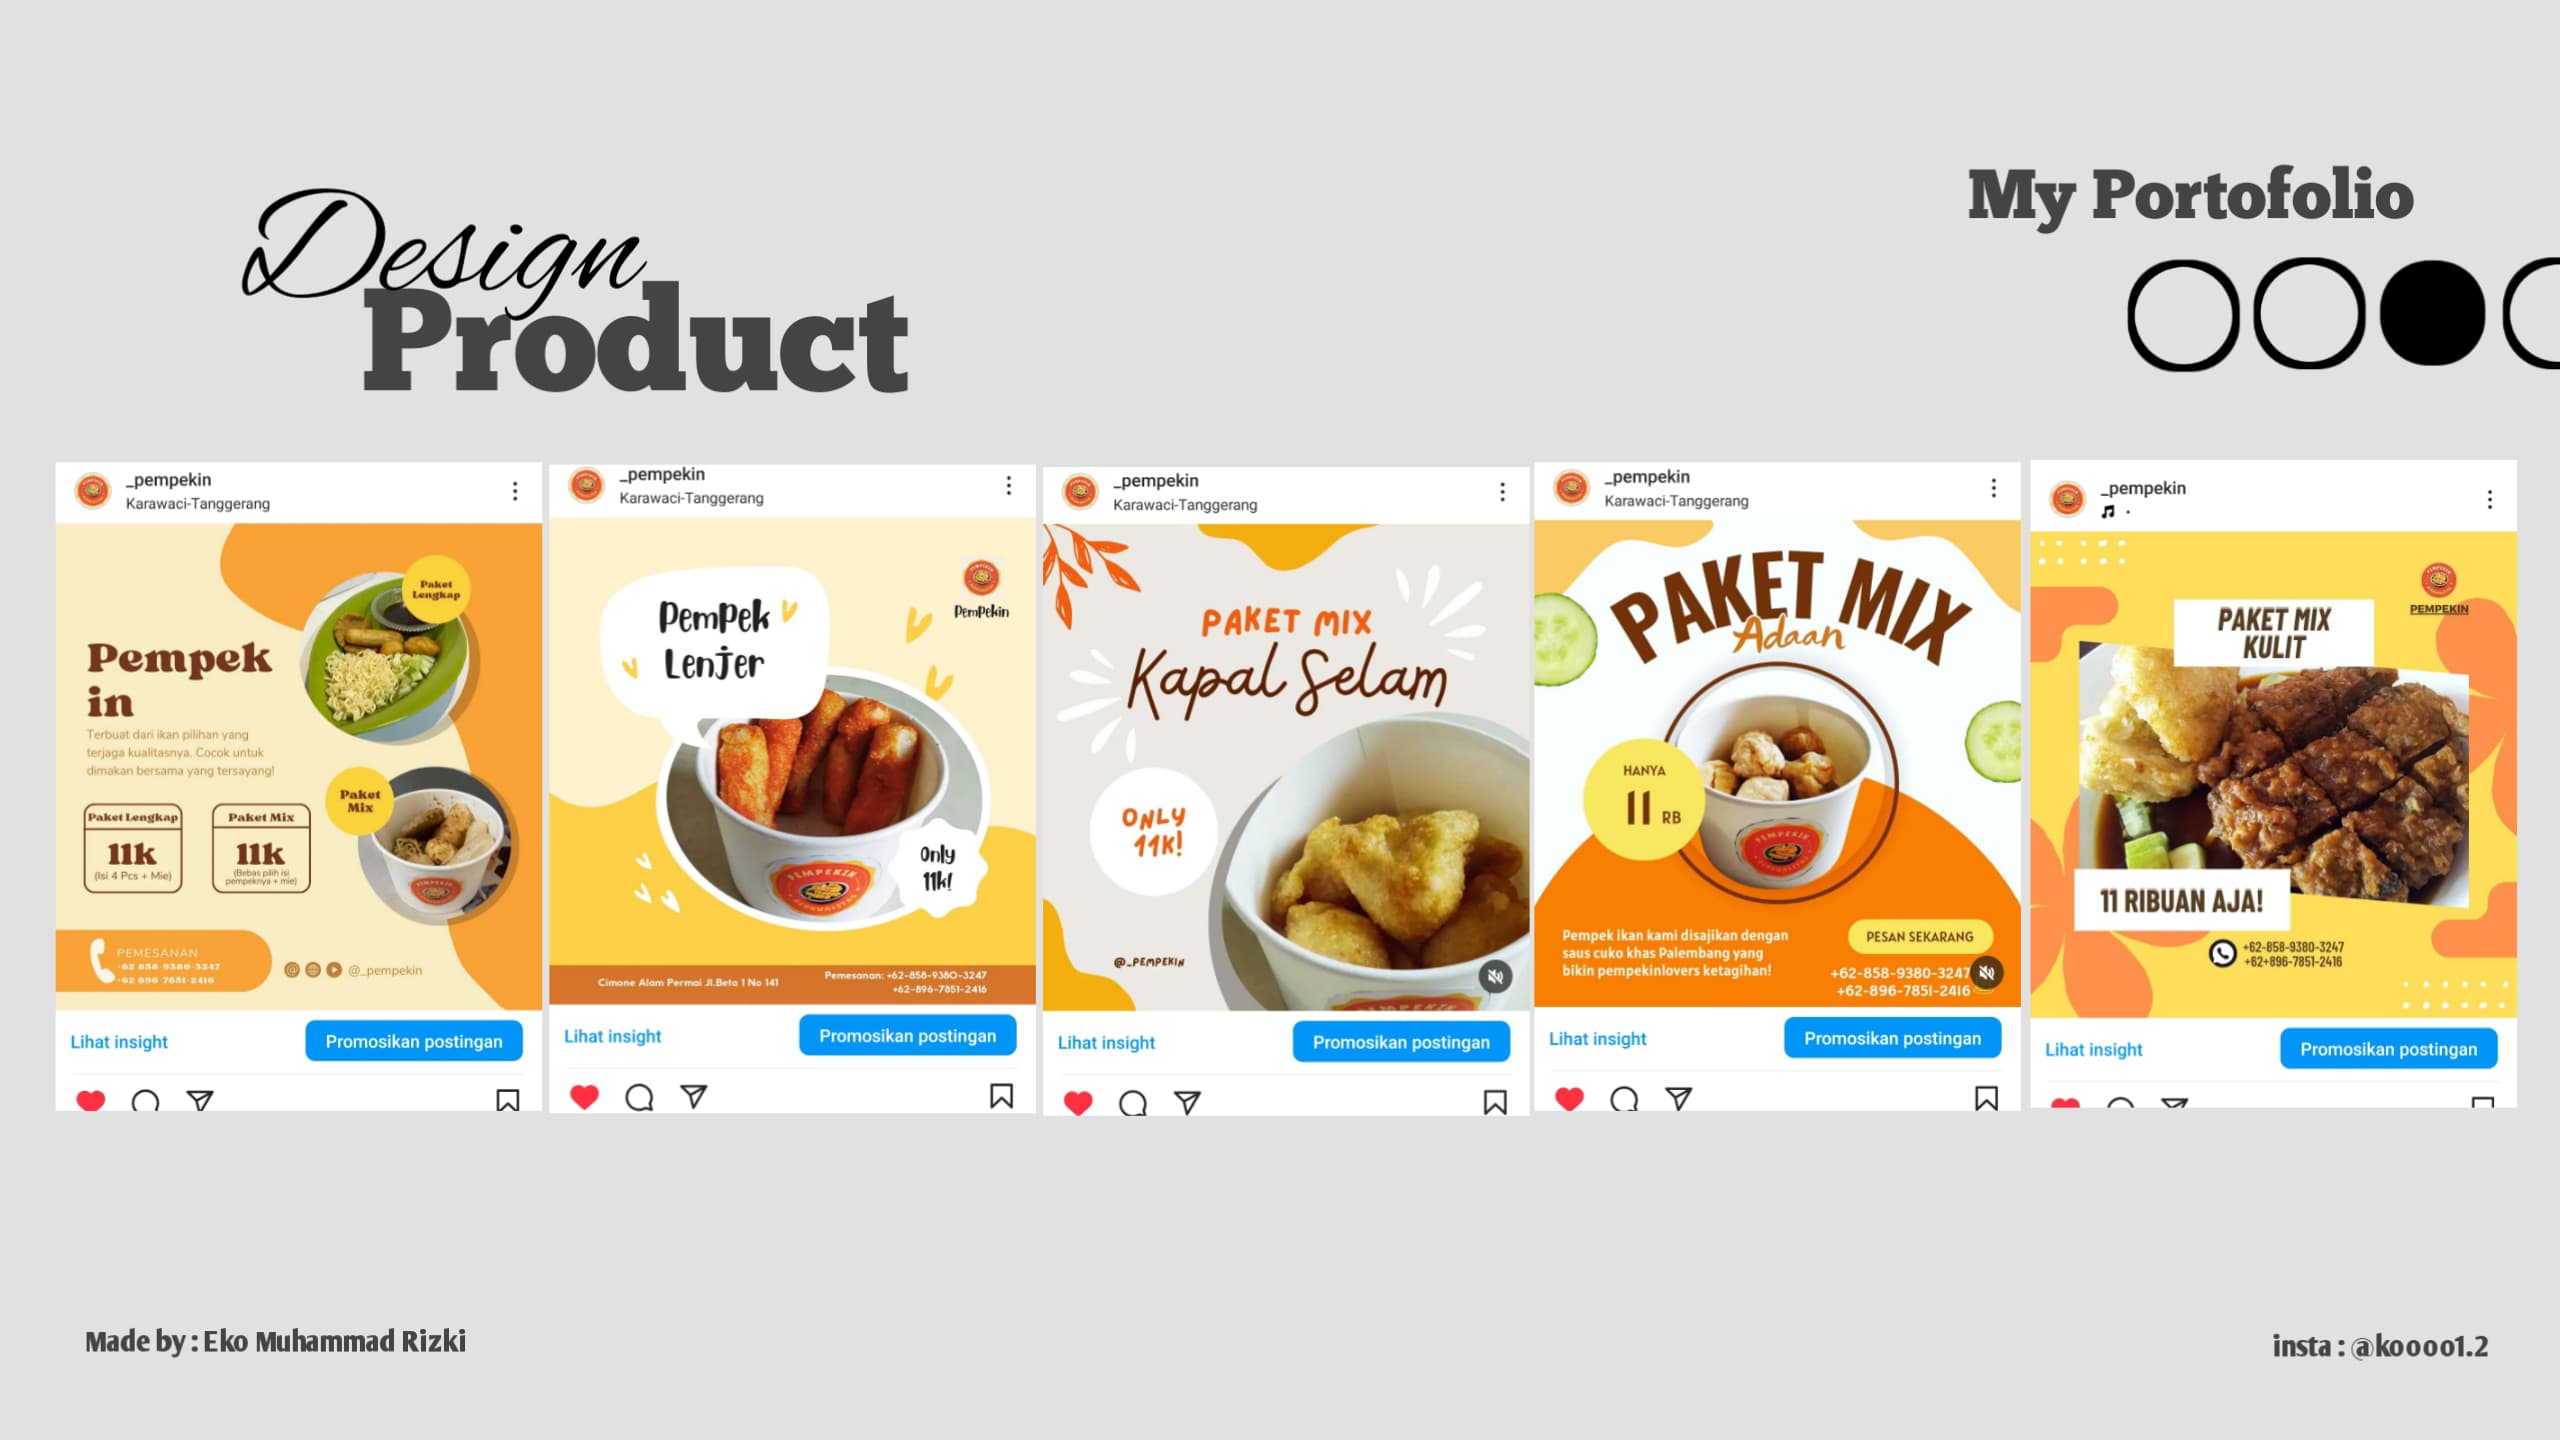 Design
Product
My Portofolio
_pempekin
Karawaci-Tanggerang
Paket
Lengkap
Pempek
in
Terbuat dari ikan pilihan yang
terjaga kualitasnya. Cocok untuk
dimakan bersama yang tersayang!
Paket
Mix
Paket Lengkap
11k
(Isi 4 Pcs + Mie)
Paket Mix
11k
(Bebas pilih isi
pempeknya + mie)
PEMESANAN
+62 858-9380-3247
+62 896-7851-2416
@_pempekin
Lihat insight
Promosikan postingan
_pempekin
Karawaci-Tanggerang
Pempek
Lenjer
Pempekin
PEMPEKIN
Only
11k!
Cimone Alam Permai Jl.Beta 1 No 141
Pemesanan: +62-858-9380-3247
+62-896-7851-2416
Lihat insight
Promosikan postingan
_pempekin
Karawaci-Tanggerang
PAKET MIX
Kapal Selam
ONLY
11K!
@_PEMPEKIN
Lihat insight
Promosikan postingan
_pempekin
Karawaci-Tanggerang
PAKET MIX
Adaan
HANYA
11 RB
PEMPEKIN
Pempek ikan kami disajikan dengan
saus cuko khas Palembang yang
bikin pempekinlovers ketagihan!
PESAN SEKARANG
+62-858-9380-3247
+62-896-7851-2416
Lihat insight
Promosikan postingan
_pempekin
PEMPEKIN
PAKET MIX
KULIT
11 RIBUAN AJA!
+62-858-9380-3247
+62+896-7851-2416
Lihat insight
Promosikan postingan
Made by : Eko Muhammad Rizki
insta : @koooo1.2